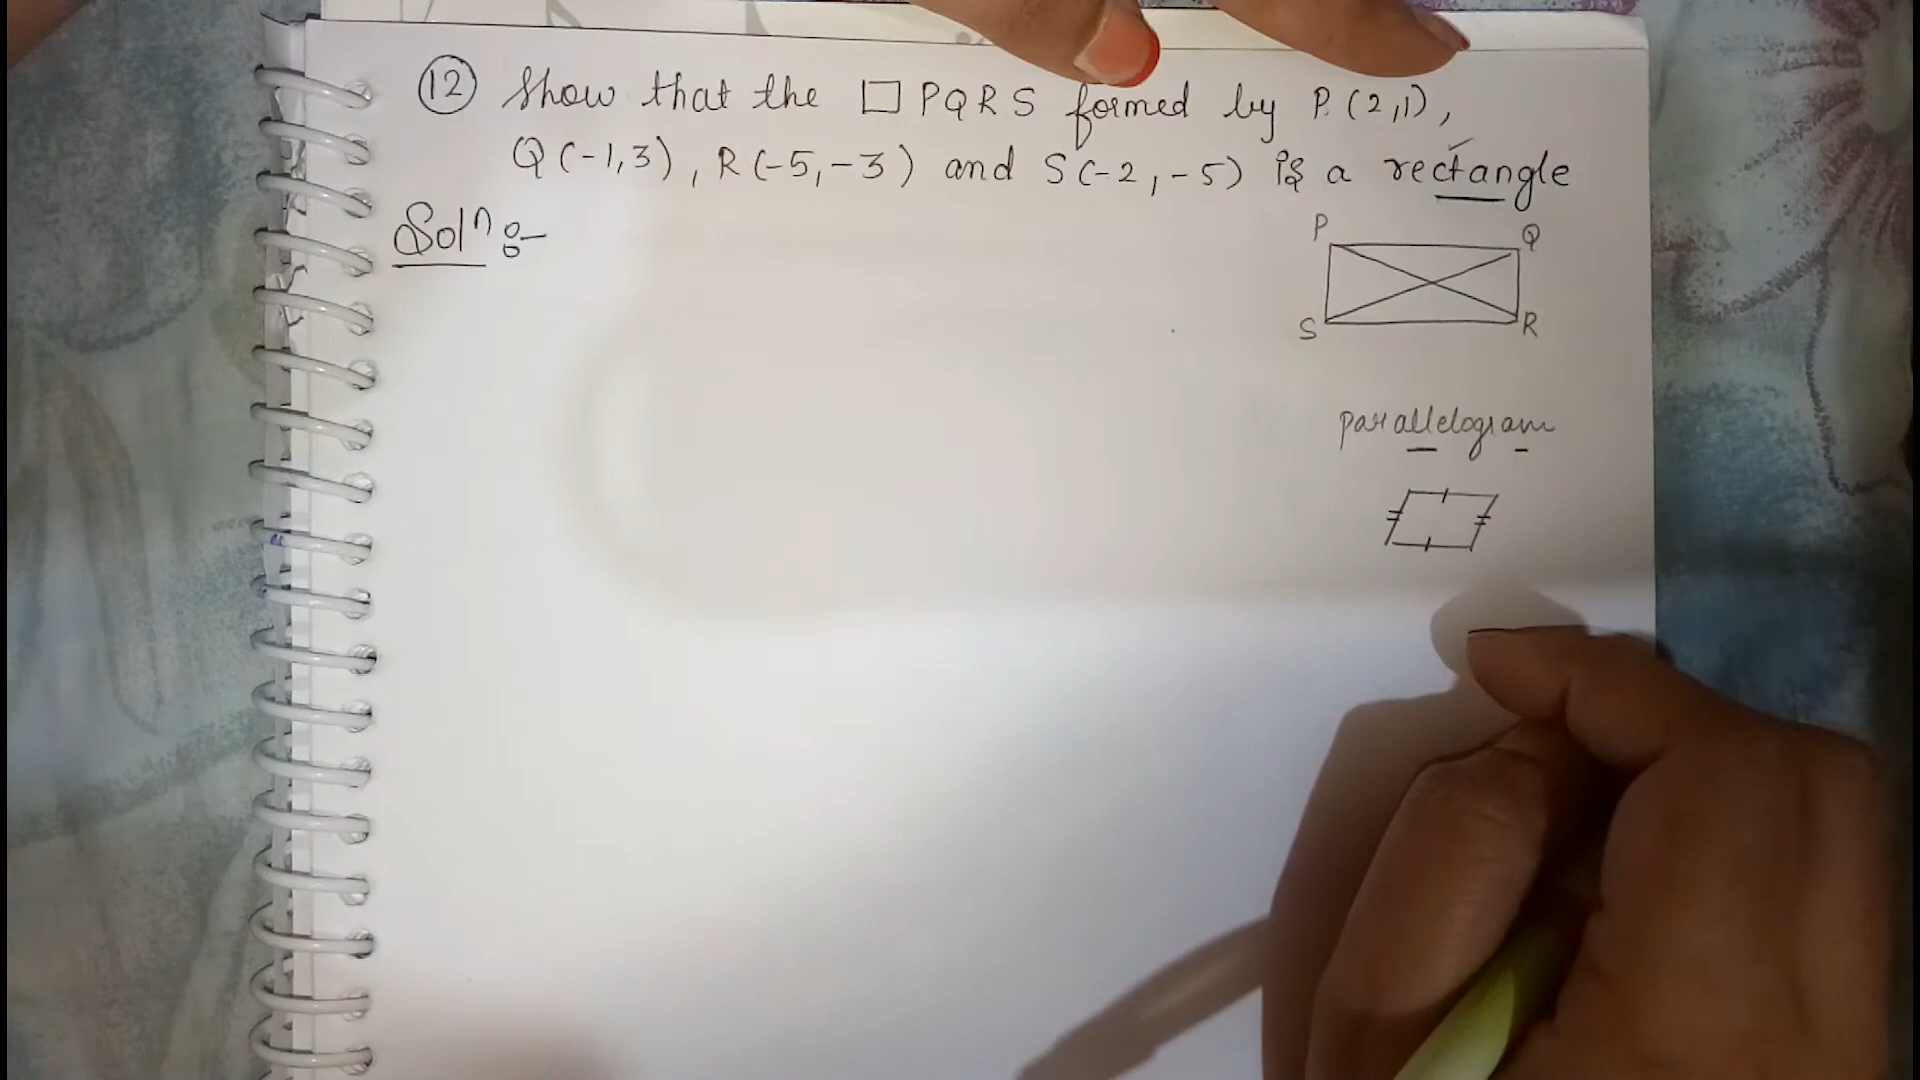 (12) Show that the □ PQRS formed by P(2,1),
Q(-1,3), R(-5,-3) and S(-2,-5) is a rectangle
Solⁿ:-
P Q
S R
parallelogram